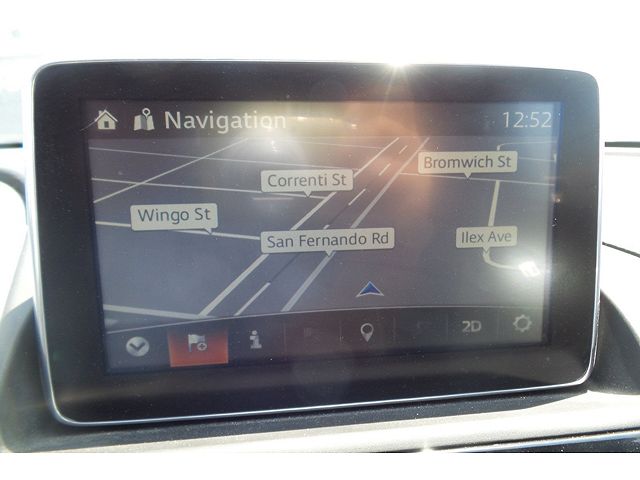 Navigation 12:52
Bromwich St
Correnti St
Wingo St
San Fernando Rd
Ilex Ave
2D